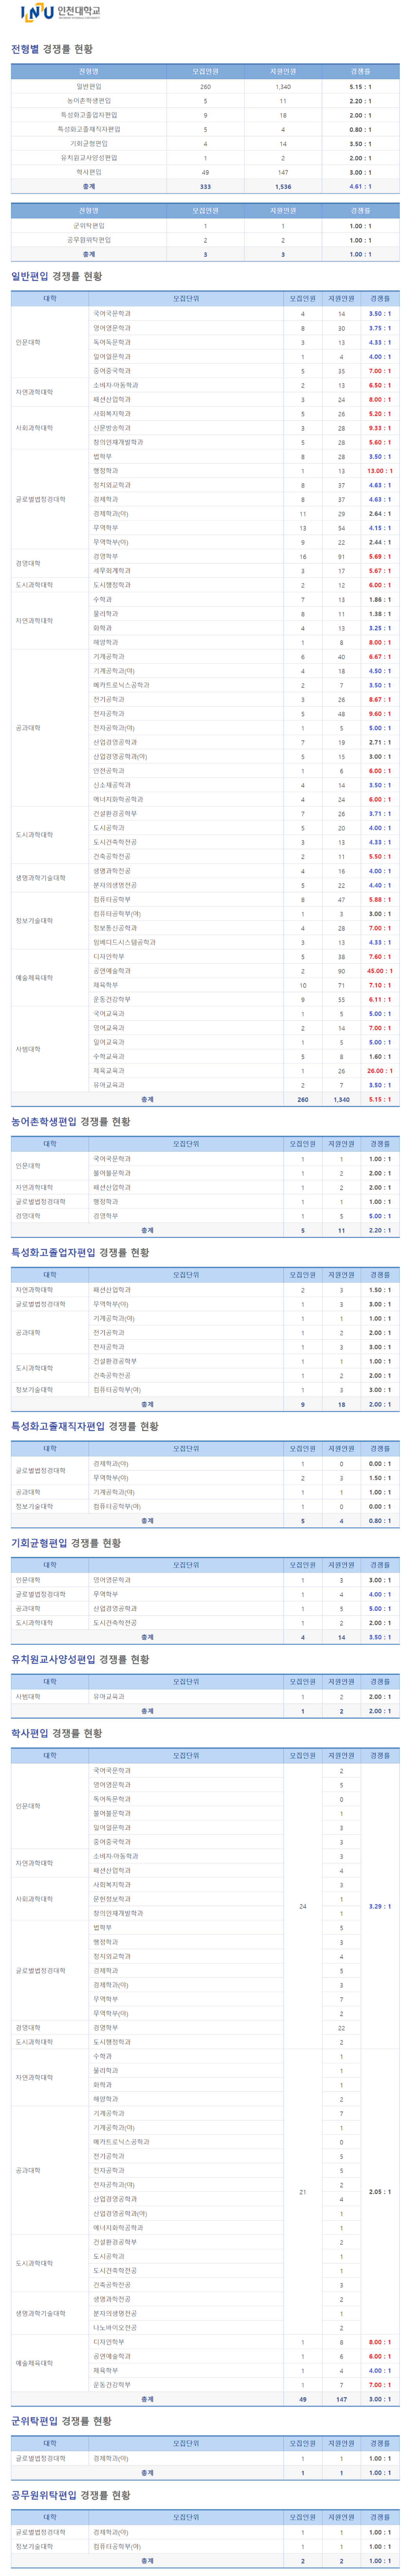 INU 인천대학교
전형별 경쟁률 현황
전형명 모집인원 지원인원 경쟁률
일반편입 260 1,340 5.15 : 1
농어촌학생편입 5 11 2.20 : 1
특성화고졸업자편입 9 18 2.00 : 1
특성화고졸재직자편입 5 4 0.80 : 1
기회균형편입 4 14 3.50 : 1
유치원교사양성편입 1 2 2.00 : 1
학사편입 49 147 3.00 : 1
총계 333 1,536 4.61 : 1
전형명 모집인원 지원인원 경쟁률
군위탁편입 1 1 1.00 : 1
공무원위탁편입 2 2 1.00 : 1
총계 3 3 1.00 : 1
일반편입 경쟁률 현황
대학 모집단위 모집인원 지원인원 경쟁률
인문대학 국어국문학과 4 14 3.50 : 1
영어영문학과 8 30 3.75 : 1
독어독문학과 3 13 4.33 : 1
일어일문학과 1 4 4.00 : 1
중어중국학과 5 35 7.00 : 1
자연과학대학 소비자·아동학과 2 13 6.50 : 1
패션산업학과 3 24 8.00 : 1
사회과학대학 사회복지학과 5 26 5.20 : 1
신문방송학과 3 28 9.33 : 1
창의인재개발학과 5 28 5.60 : 1
글로벌법정경대학 법학부 8 28 3.50 : 1
행정학과 1 13 13.00 : 1
정치외교학과 8 37 4.63 : 1
경제학과 8 37 4.63 : 1
경제학과(야) 11 29 2.64 : 1
무역학부 13 54 4.15 : 1
무역학부(야) 9 22 2.44 : 1
경영대학 경영학부 16 91 5.69 : 1
세무회계학과 3 17 5.67 : 1
도시과학대학 도시행정학과 2 12 6.00 : 1
자연과학대학 수학과 7 13 1.86 : 1
물리학과 8 11 1.38 : 1
화학과 4 13 3.25 : 1
해양학과 1 8 8.00 : 1
공과대학 기계공학과 6 40 6.67 : 1
기계공학과(야) 4 18 4.50 : 1
메카트로닉스공학과 2 7 3.50 : 1
전기공학과 3 26 8.67 : 1
전자공학과 5 48 9.60 : 1
전자공학과(야) 1 5 5.00 : 1
산업경영공학과 7 19 2.71 : 1
산업경영공학과(야) 5 15 3.00 : 1
안전공학과 1 6 6.00 : 1
신소재공학과 4 14 3.50 : 1
에너지화학공학과 4 24 6.00 : 1
도시과학대학 건설환경공학부 7 26 3.71 : 1
도시공학과 5 20 4.00 : 1
도시건축학전공 3 13 4.33 : 1
건축공학전공 2 11 5.50 : 1
생명과학기술대학 생명과학전공 4 16 4.00 : 1
분자의생명전공 5 22 4.40 : 1
정보기술대학 컴퓨터공학부 8 47 5.88 : 1
컴퓨터공학부(야) 1 3 3.00 : 1
정보통신공학과 4 28 7.00 : 1
임베디드시스템공학과 3 13 4.33 : 1
예술체육대학 디자인학부 5 38 7.60 : 1
공연예술학과 2 90 45.00 : 1
체육학부 10 71 7.10 : 1
운동건강학부 9 55 6.11 : 1
사범대학 국어교육과 1 5 5.00 : 1
영어교육과 2 14 7.00 : 1
일어교육과 1 5 5.00 : 1
수학교육과 5 8 1.60 : 1
체육교육과 1 26 26.00 : 1
유아교육과 2 7 3.50 : 1
총계 260 1,340 5.15 : 1
농어촌학생편입 경쟁률 현황
대학 모집단위 모집인원 지원인원 경쟁률
인문대학 국어국문학과 1 1 1.00 : 1
불어불문학과 1 2 2.00 : 1
자연과학대학 패션산업학과 1 2 2.00 : 1
글로벌법정경대학 행정학과 1 1 1.00 : 1
경영대학 경영학부 1 5 5.00 : 1
총계 5 11 2.20 : 1
특성화고졸업자편입 경쟁률 현황
대학 모집단위 모집인원 지원인원 경쟁률
자연과학대학 패션산업학과 2 3 1.50 : 1
글로벌법정경대학 무역학부(야) 1 3 3.00 : 1
공과대학 기계공학과(야) 1 1 1.00 : 1
전기공학과 1 2 2.00 : 1
전자공학과 1 3 3.00 : 1
도시과학대학 건설환경공학부 1 1 1.00 : 1
건축공학전공 1 2 2.00 : 1
정보기술대학 컴퓨터공학부(야) 1 3 3.00 : 1
총계 9 18 2.00 : 1
특성화고졸재직자편입 경쟁률 현황
대학 모집단위 모집인원 지원인원 경쟁률
글로벌법정경대학 경제학과(야) 1 0 0.00 : 1
무역학부(야) 2 3 1.50 : 1
공과대학 기계공학과(야) 1 1 1.00 : 1
정보기술대학 컴퓨터공학부(야) 1 0 0.00 : 1
총계 5 4 0.80 : 1
기회균형편입 경쟁률 현황
대학 모집단위 모집인원 지원인원 경쟁률
인문대학 영어영문학과 1 3 3.00 : 1
글로벌법정경대학 무역학부 1 4 4.00 : 1
공과대학 산업경영공학과 1 5 5.00 : 1
도시과학대학 도시건축학전공 1 2 2.00 : 1
총계 4 14 3.50 : 1
유치원교사양성편입 경쟁률 현황
대학 모집단위 모집인원 지원인원 경쟁률
사범대학 유아교육과 1 2 2.00 : 1
총계 1 2 2.00 : 1
학사편입 경쟁률 현황
대학 모집단위 모집인원 지원인원 경쟁률
인문대학 국어국문학과 24 2 3.29 : 1
영어영문학과 5
독어독문학과 0
불어불문학과 1
일어일문학과 3
중어중국학과 3
자연과학대학 소비자·아동학과 3
패션산업학과 4
사회과학대학 사회복지학과 3
문헌정보학과 1
창의인재개발학과 1
글로벌법정경대학 법학부 5
행정학과 3
정치외교학과 4
경제학과 5
경제학과(야) 3
무역학부 7
무역학부(야) 2
경영대학 경영학부 22
도시과학대학 도시행정학과 2
자연과학대학 수학과 21 1 2.05 : 1
물리학과 1
화학과 1
해양학과 2
공과대학 기계공학과 7
기계공학과(야) 1
메카트로닉스공학과 0
전기공학과 5
전자공학과 5
전자공학과(야) 2
산업경영공학과 4
산업경영공학과(야) 1
에너지화학공학과 1
도시과학대학 건설환경공학부 2
도시공학과 1
도시건축학전공 1
건축공학전공 3
생명과학기술대학 생명과학전공 2
분자의생명전공 1
나노바이오전공 2
예술체육대학 디자인학부 1 8 8.00 : 1
공연예술학과 1 6 6.00 : 1
체육학부 1 4 4.00 : 1
운동건강학부 1 7 7.00 : 1
총계 49 147 3.00 : 1
군위탁편입 경쟁률 현황
대학 모집단위 모집인원 지원인원 경쟁률
글로벌법정경대학 경제학과(야) 1 1 1.00 : 1
총계 1 1 1.00 : 1
공무원위탁편입 경쟁률 현황
대학 모집단위 모집인원 지원인원 경쟁률
글로벌법정경대학 경제학과(야) 1 1 1.00 : 1
정보기술대학 컴퓨터공학부(야) 1 1 1.00 : 1
총계 2 2 1.00 : 1